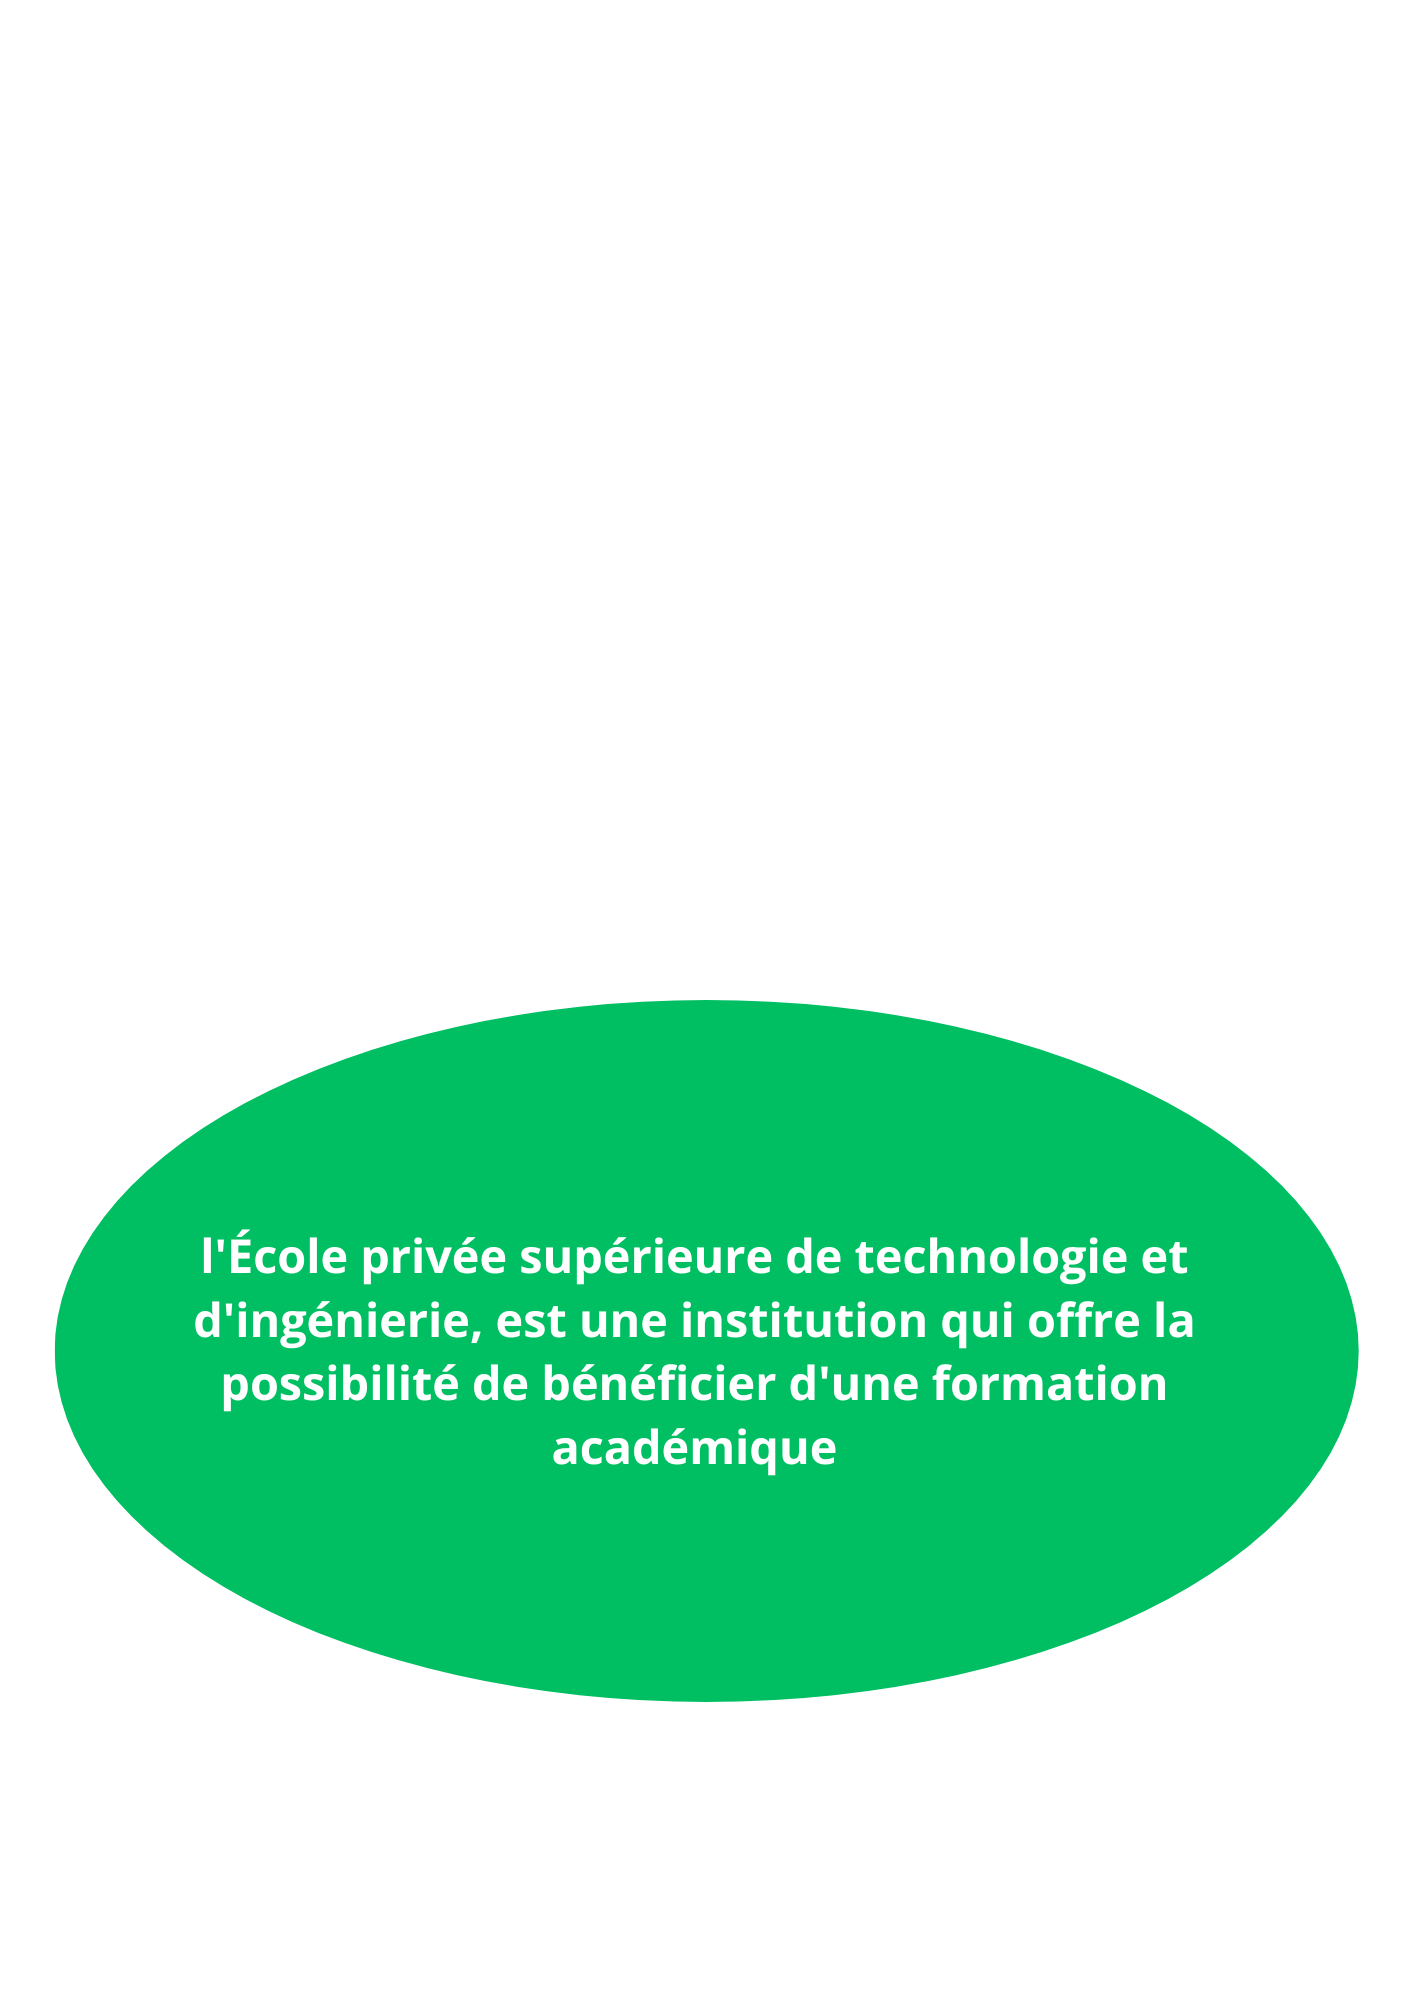 l'École privée supérieure de technologie et
d'ingénierie, est une institution qui offre la
possibilité de bénéficier d'une formation
académique